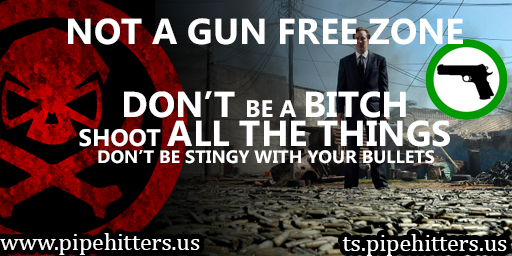 NOT A GUN FREE ZONE
DON'T BE A BITCH
SHOOT ALL THE THINGS
DON'T BE STINGY WITH YOUR BULLETS
www.pipehitters.us
ts.pipehitters.us